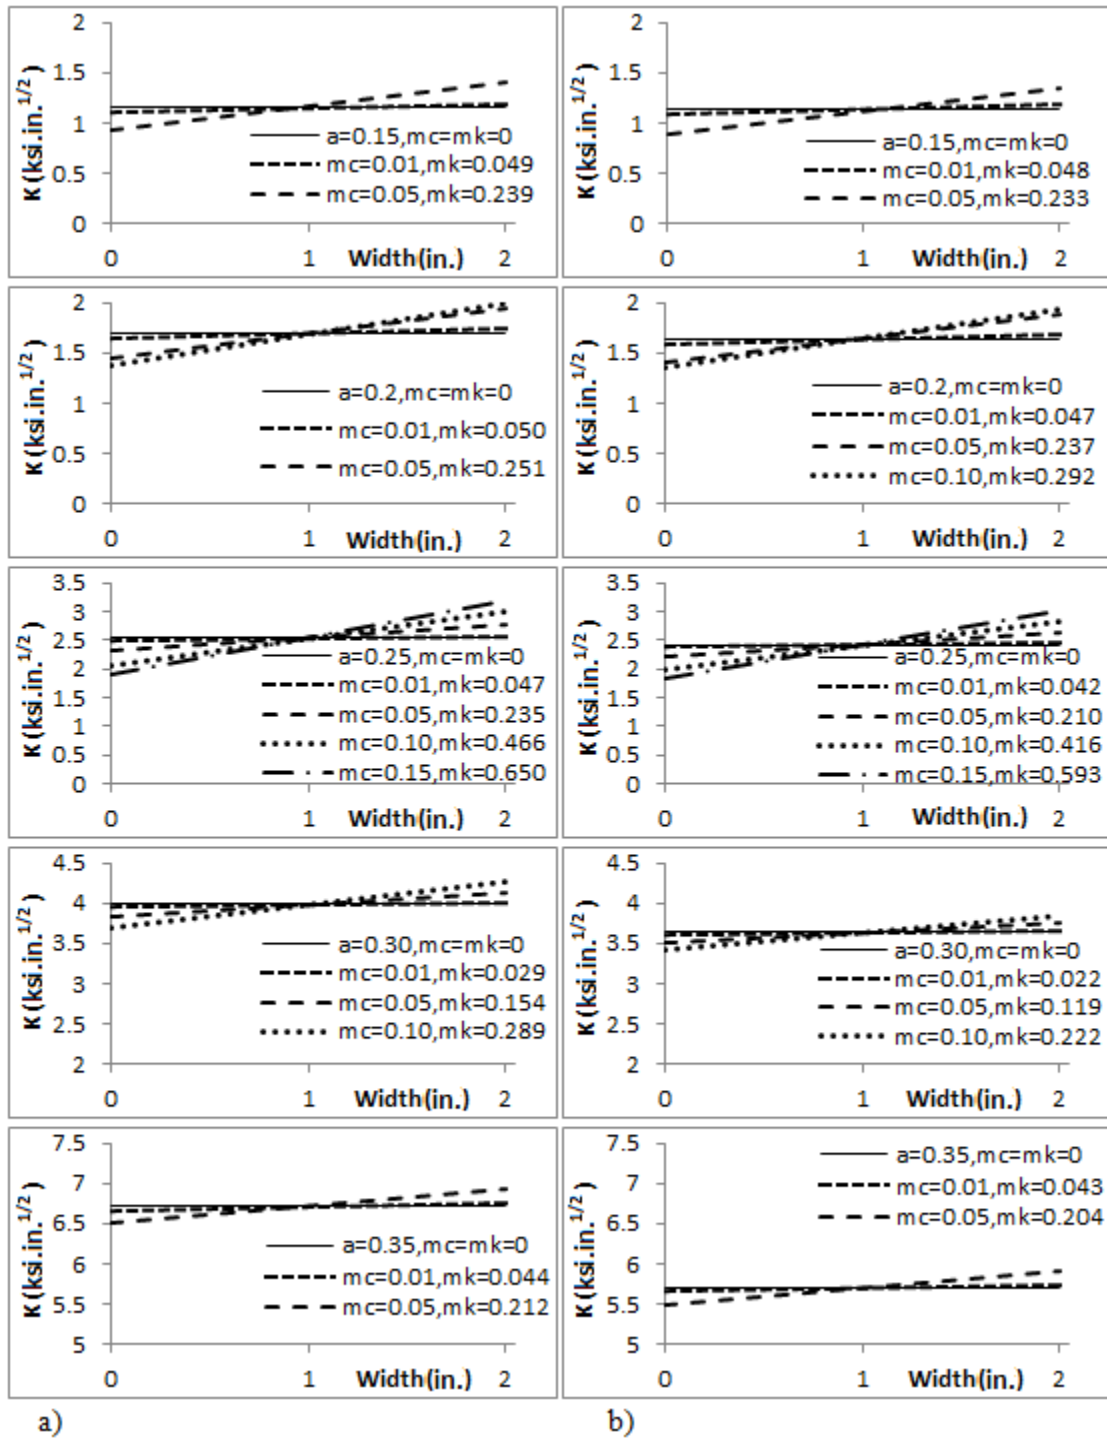 2
1.5
1
0.5
0
K (ksi.in.1/2 )
a=0.15,mc=mk=0
mc=0.01,mk=0.049
mc=0.05,mk=0.239
0 1 Width(in.) 2
2
1.5
1
0.5
0
K (ksi.in.1/2 )
a=0.15,mc=mk=0
mc=0.01,mk=0.048
mc=0.05,mk=0.233
0 1 Width(in.) 2
2
1.5
1
0.5
0
K (ksi.in.1/2 )
a=0.2,mc=mk=0
mc=0.01,mk=0.050
mc=0.05,mk=0.251
0 1 Width(in.) 2
2
1.5
1
0.5
0
K (ksi.in.1/2 )
a=0.2,mc=mk=0
mc=0.01,mk=0.047
mc=0.05,mk=0.237
mc=0.10,mk=0.292
0 1 Width(in.) 2
3.5
3
2.5
2
1.5
1
0.5
0
K (ksi.in.1/2 )
a=0.25,mc=mk=0
mc=0.01,mk=0.047
mc=0.05,mk=0.235
mc=0.10,mk=0.466
mc=0.15,mk=0.650
0 1 Width(in.) 2
3.5
3
2.5
2
1.5
1
0.5
0
K (ksi.in.1/2 )
a=0.25,mc=mk=0
mc=0.01,mk=0.042
mc=0.05,mk=0.210
mc=0.10,mk=0.416
mc=0.15,mk=0.593
0 1 Width(in.) 2
4.5
4
3.5
3
2.5
2
K (ksi.in.1/2 )
a=0.30,mc=mk=0
mc=0.01,mk=0.029
mc=0.05,mk=0.154
mc=0.10,mk=0.289
0 1 Width(in.) 2
4.5
4
3.5
3
2.5
2
K (ksi.in.1/2 )
a=0.30,mc=mk=0
mc=0.01,mk=0.022
mc=0.05,mk=0.119
mc=0.10,mk=0.222
0 1 Width(in.) 2
7.5
7
6.5
6
5.5
5
K (ksi.in.1/2 )
a=0.35,mc=mk=0
mc=0.01,mk=0.044
mc=0.05,mk=0.212
0 1 Width(in.) 2
7.5
7
6.5
6
5.5
5
K (ksi.in.1/2 )
a=0.35,mc=mk=0
mc=0.01,mk=0.043
mc=0.05,mk=0.204
0 1 Width(in.) 2
a) b)